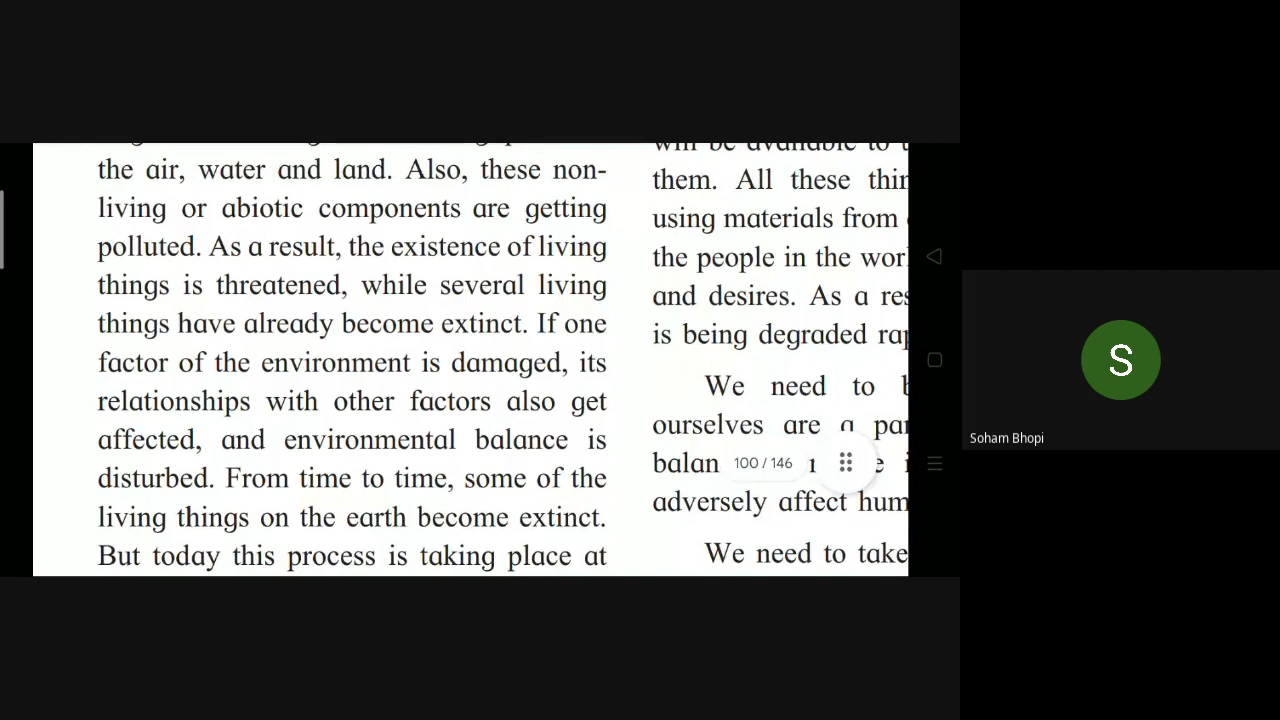 the air, water and land. Also, these non-
living or abiotic components are getting
polluted. As a result, the existence of living
things is threatened, while several living
things have already become extinct. If one
factor of the environment is damaged, its
relationships with other factors also get
affected, and environmental balance is
disturbed. From time to time, some of the
living things on the earth become extinct.
But today this process is taking place at
will be available to
them. All these
using materials from
the people in the
and desires. As a
is being degraded
We need to
ourselves are a
adversely affect
We need to take
100 / 146
S
Soham Bhopi